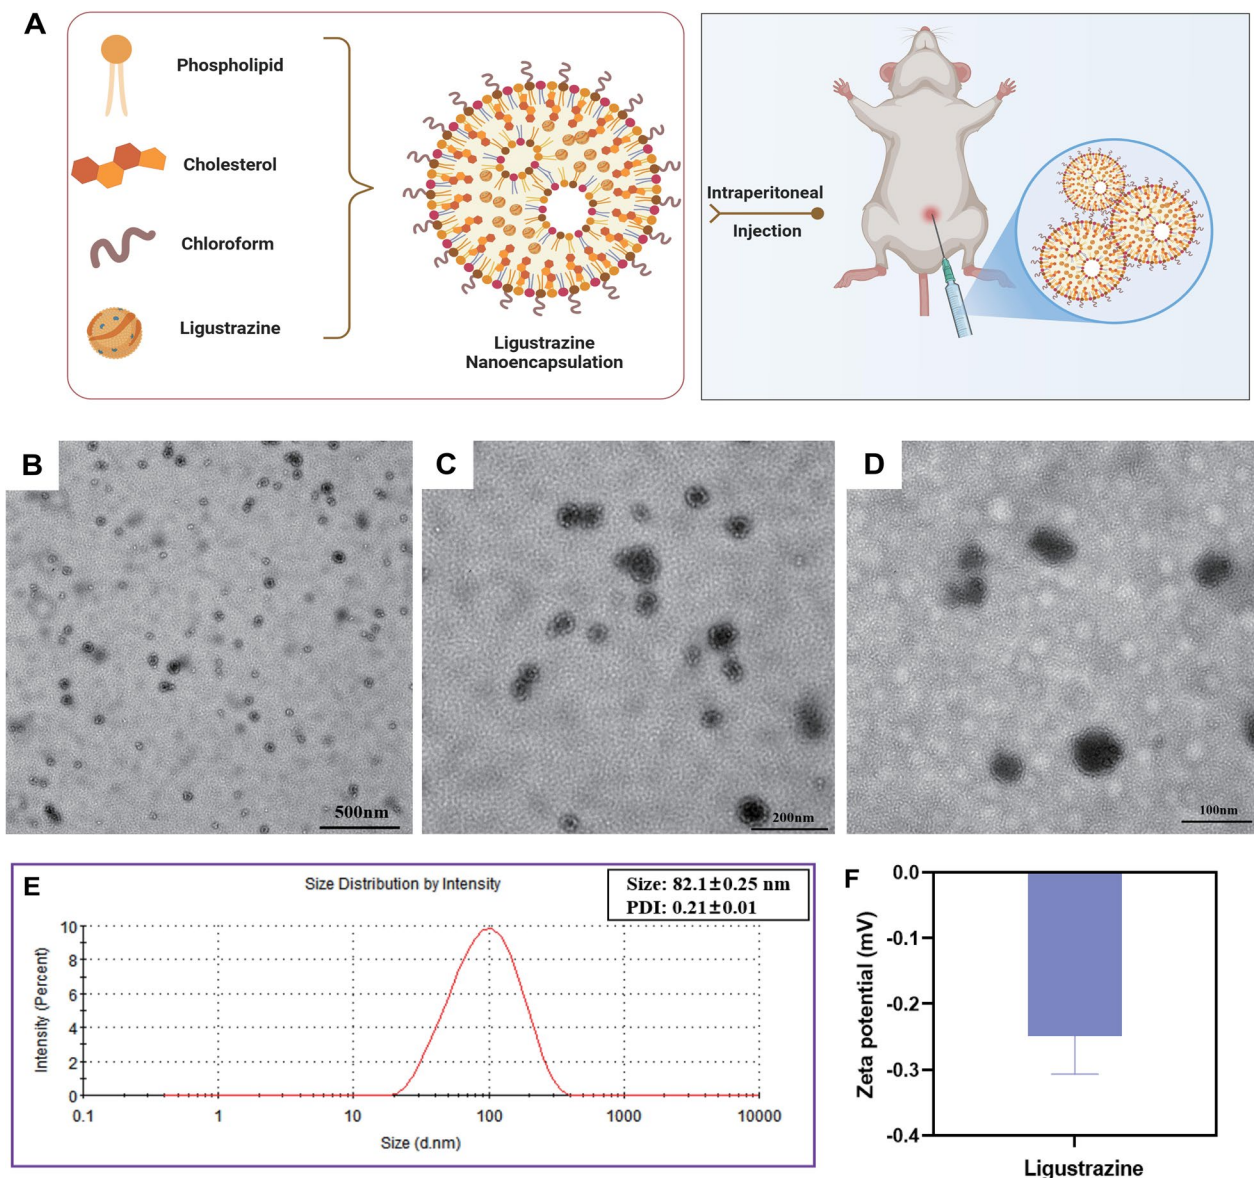 A
Phospholipid
Cholesterol
Chloroform
Ligustrazine
Ligustrazine
Nanoencapsulation
Intraperitoneal
Injection
B
500nm
C
200nm
D
100nm
E
Size Distribution by Intensity
Size: 82.1±0.25 nm
PDI: 0.21±0.01
Intensity (Percent)
10
8
6
4
2
0
0.1
1
10
100
1000
10000
Size (d.nm)
F
Zeta potential (mV)
0.0
-0.1
-0.2
-0.3
-0.4
Ligustrazine